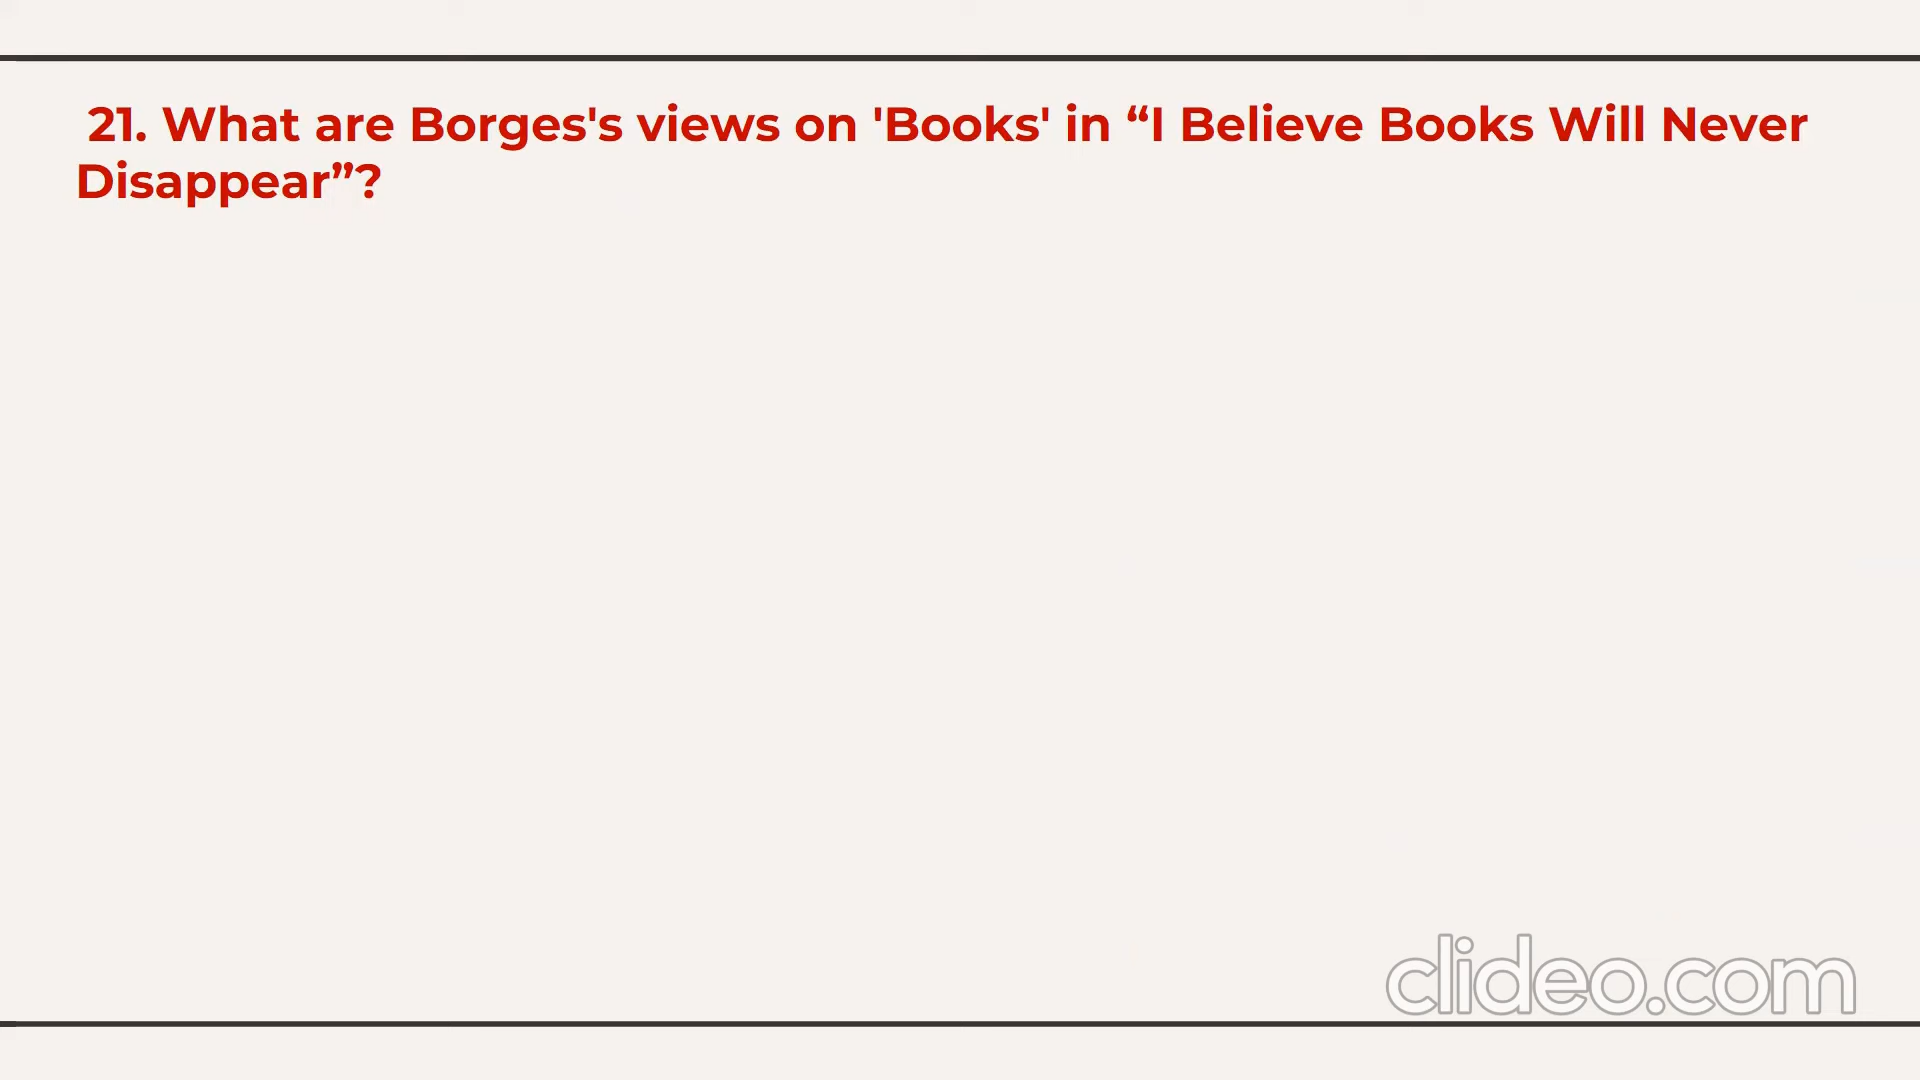 21. What are Borges's views on 'Books' in “I Believe Books Will Never
Disappear”?
clideo.com